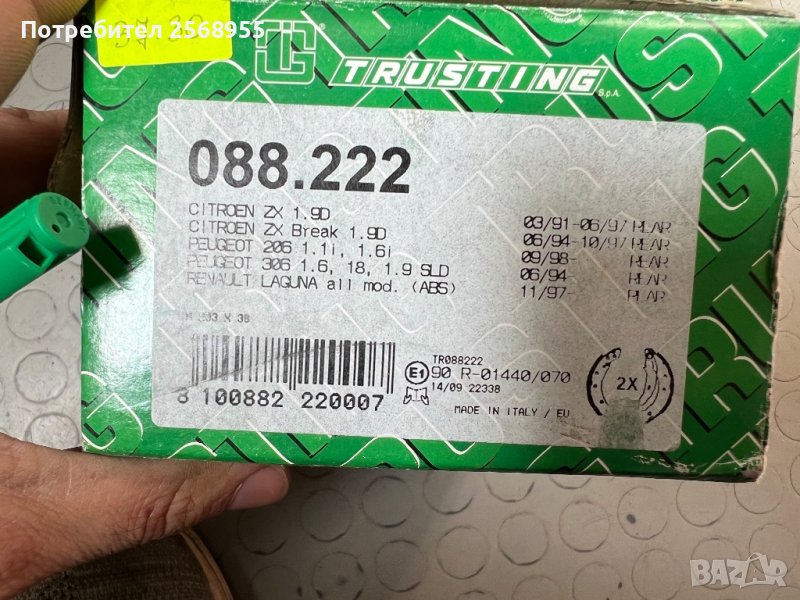 Потребител 2568955
TRUSTING S.p.A.
088.222
CITROEN ZX 1.9D 03/91-06/97 REAR
CITROEN ZX Break 1.9D 06/94-10/97 REAR
PEUGEOT 206 1.1i, 1.6i 09/98- REAR
PEUGEOT 306 1.6, 18, 1.9 SLD 06/94- REAR
RENAULT LAGUNA all mod. (ABS) 11/97- REAR
X 38
TR088222
E1 90 R-01440/070
14/09 22338
2X
8 100882 220007
MADE IN ITALY / EU
BAZAR